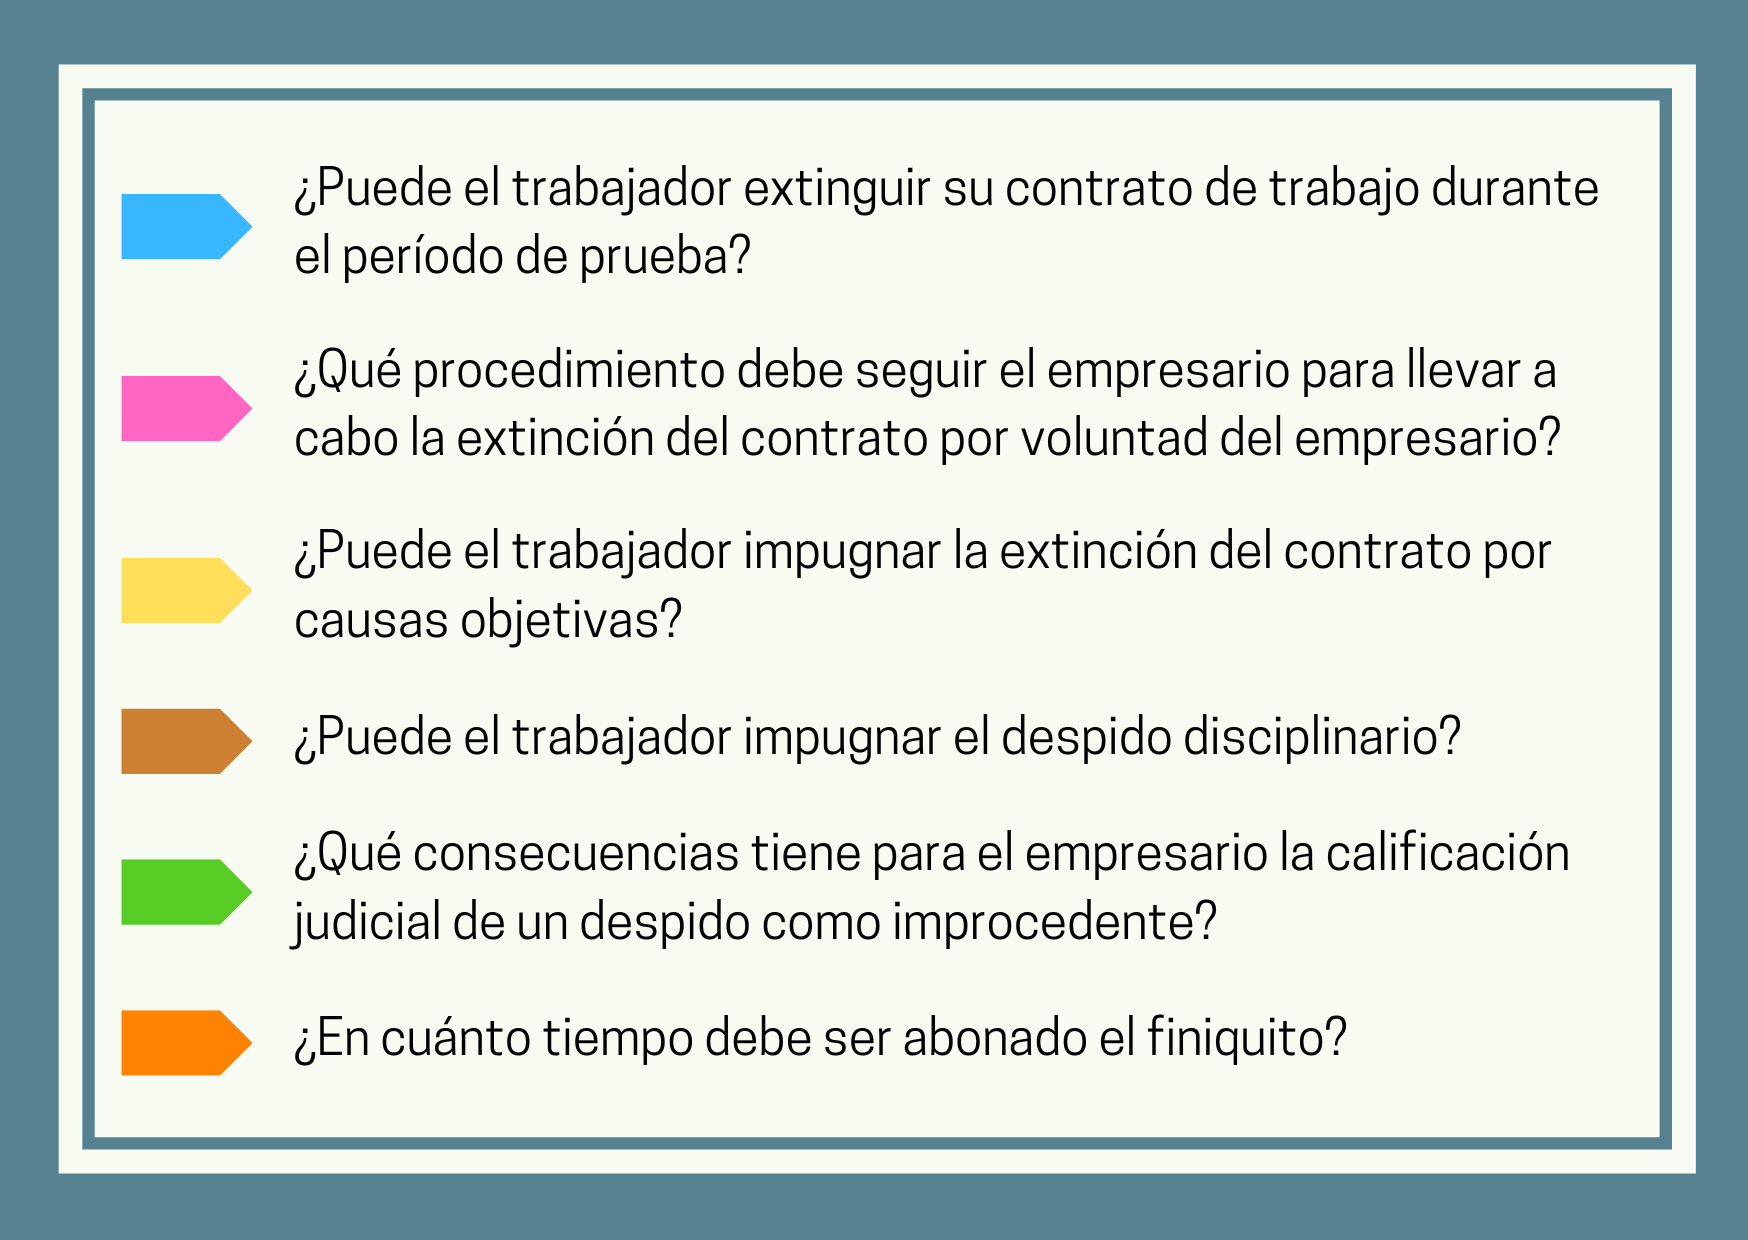 ¿Puede el trabajador extinguir su contrato de trabajo durante
el período de prueba?
¿Qué procedimiento debe seguir el empresario para llevar a
cabo la extinción del contrato por voluntad del empresario?
¿Puede el trabajador impugnar la extinción del contrato por
causas objetivas?
¿Puede el trabajador impugnar el despido disciplinario?
¿Qué consecuencias tiene para el empresario la calificación
judicial de un despido como improcedente?
¿En cuánto tiempo debe ser abonado el finiquito?